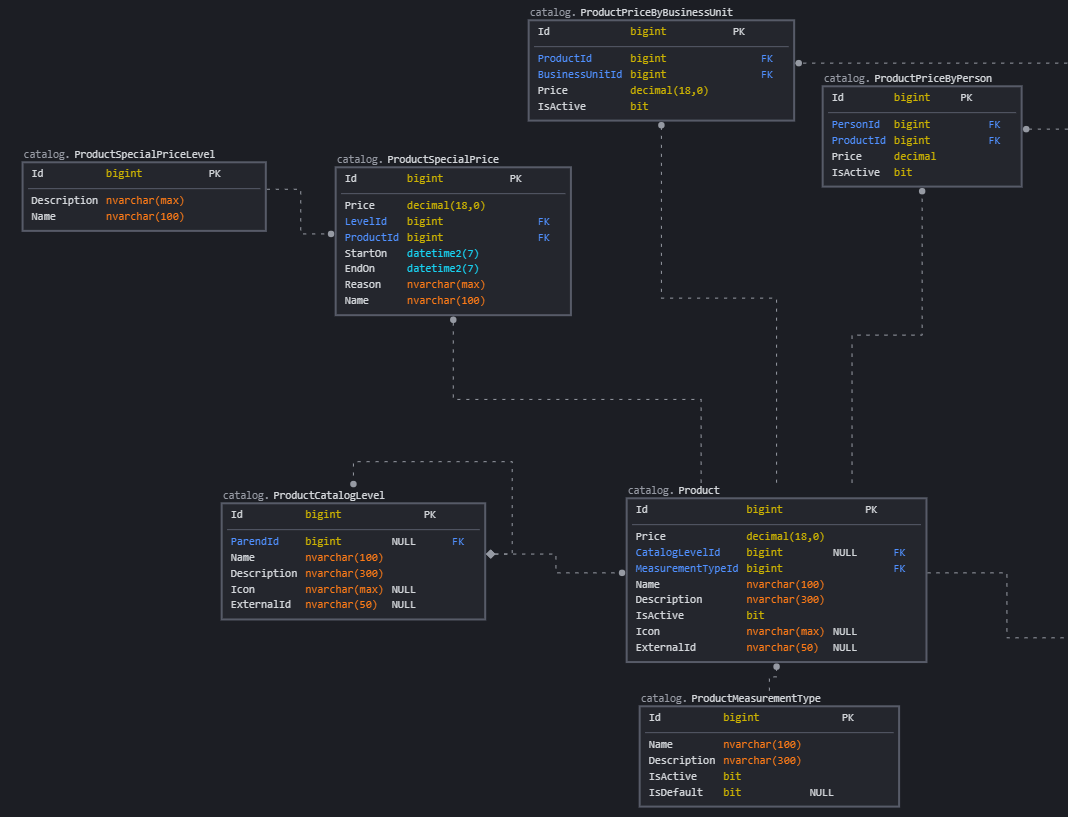 catalog. ProductPriceByBusinessUnit
Id bigint PK
ProductId bigint FK
BusinessUnitId bigint FK
Price decimal(18,0)
IsActive bit
catalog. ProductPriceByPerson
Id bigint PK
PersonId bigint FK
ProductId bigint FK
Price decimal
IsActive bit
catalog. ProductSpecialPriceLevel
Id bigint PK
Description nvarchar(max)
Name nvarchar(100)
catalog. ProductSpecialPrice
Id bigint PK
Price decimal(18,0)
LevelId bigint FK
ProductId bigint FK
StartOn datetime2(7)
EndOn datetime2(7)
Reason nvarchar(max)
Name nvarchar(100)
catalog. ProductCatalogLevel
Id bigint PK
ParendId bigint NULL FK
Name nvarchar(100)
Description nvarchar(300)
Icon nvarchar(max) NULL
ExternalId nvarchar(50) NULL
catalog. Product
Id bigint PK
Price decimal(18,0)
CatalogLevelId bigint NULL FK
MeasurementTypeId bigint FK
Name nvarchar(100)
Description nvarchar(300)
IsActive bit
Icon nvarchar(max) NULL
ExternalId nvarchar(50) NULL
catalog. ProductMeasurementType
Id bigint PK
Name nvarchar(100)
Description nvarchar(300)
IsActive bit
IsDefault bit NULL